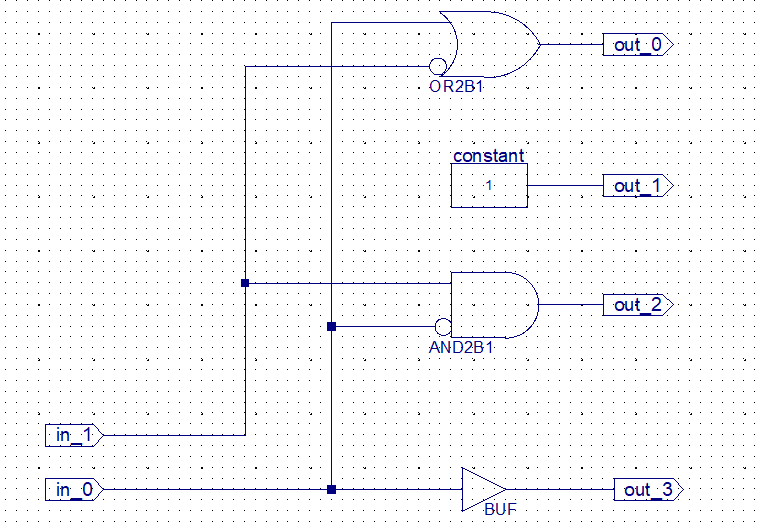 out_0
OR2B1
constant
1
out_1
out_2
AND2B1
in_1
in_0
out_3
BUF